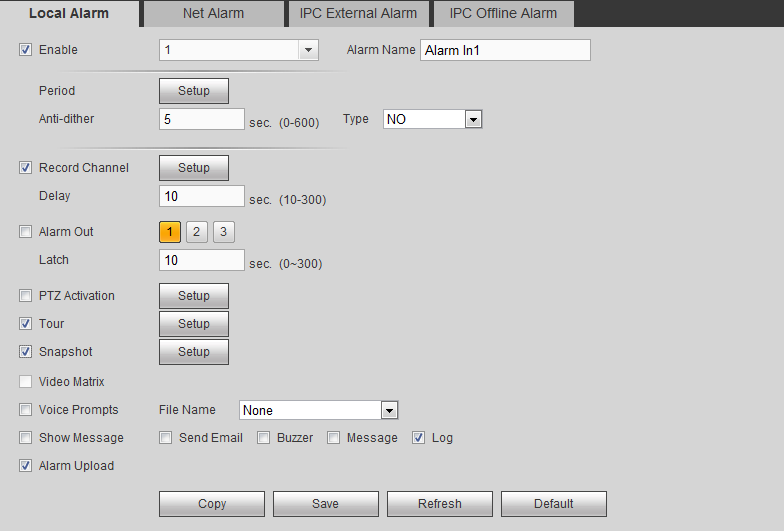 Local Alarm Net Alarm IPC External Alarm IPC Offline Alarm
Enable 1 Alarm Name Alarm In1
Period Setup
Anti-dither 5 sec. (0-600) Type NO
Record Channel Setup
Delay 10 sec. (10-300)
Alarm Out 1 2 3
Latch 10 sec. (0~300)
PTZ Activation Setup
Tour Setup
Snapshot Setup
Video Matrix
Voice Prompts File Name None
Show Message Send Email Buzzer Message Log
Alarm Upload
Copy Save Refresh Default